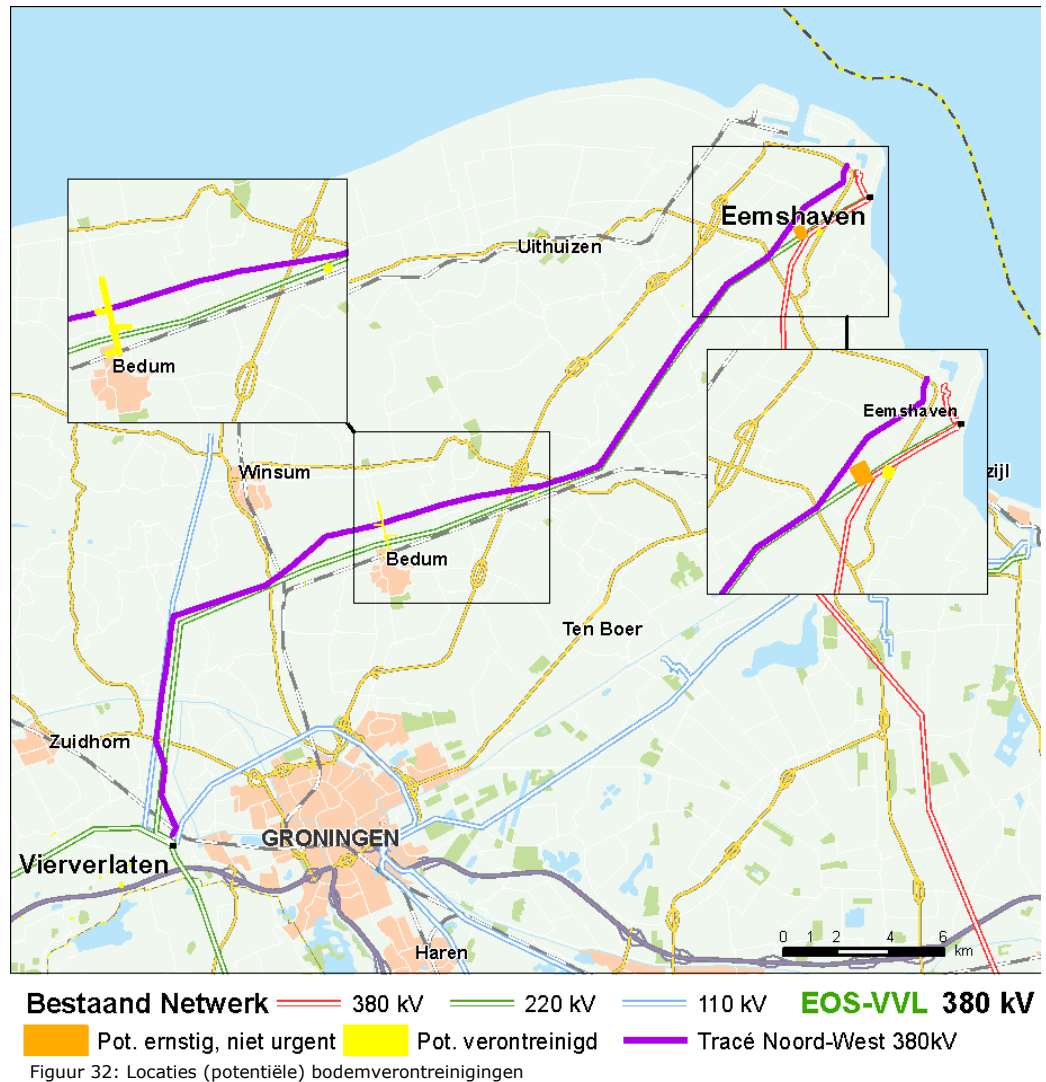 Eemshaven
Uithuizen
Bedum
Eemshaven
Winsum
zijl
Bedum
Ten Boer
Zuidhorn
GRONINGEN
Vierverlaten
Haren
0 2 4 6
km
Bestaand Netwerk 380 kV 220 kV 110 kV EOS-VVL 380 kV
Pot. ernstig, niet urgent Pot. verontreinigd Tracé Noord-West 380kV
Figuur 32: Locaties (potentiële) bodemverontreinigingen